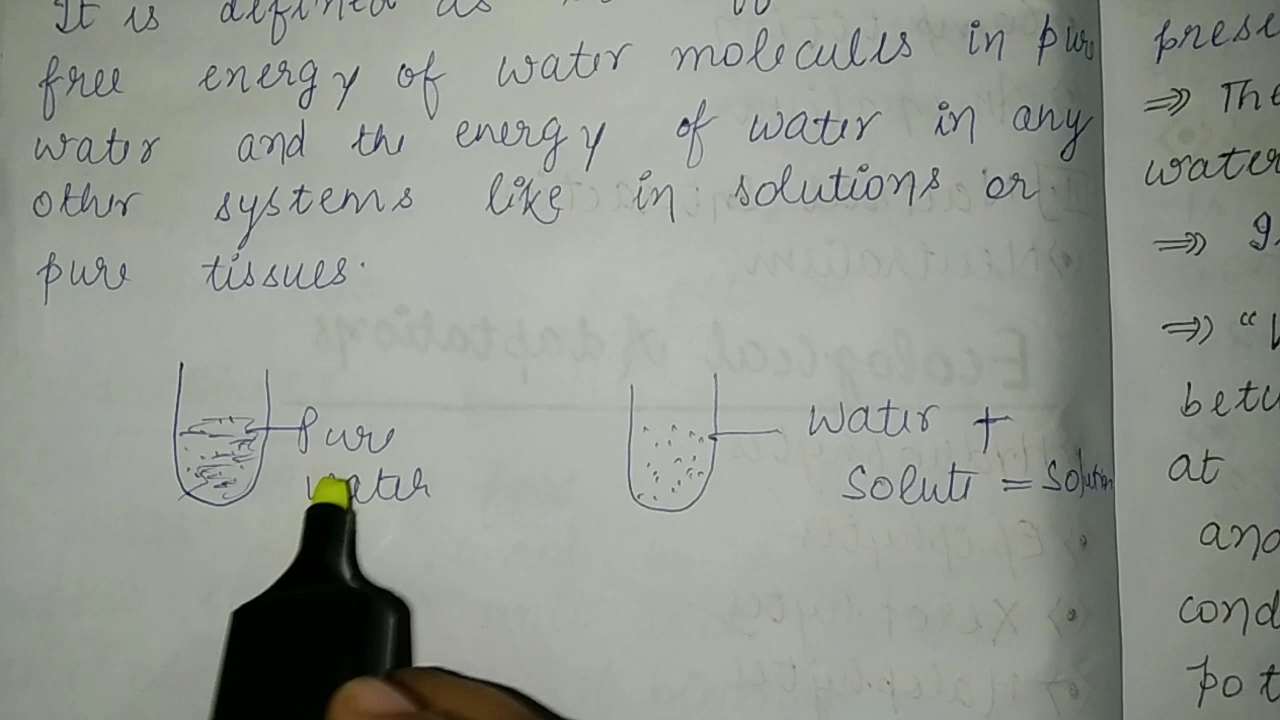 It is defined as
free energy of water molecules in pure
water and the energy of water in any
other systems like in solutions or
pure tissues.
Pure
water
Water +
Solute = Solution
prese
⇒ The
water
⇒
⇒ "
betw
at
and
cond
pot